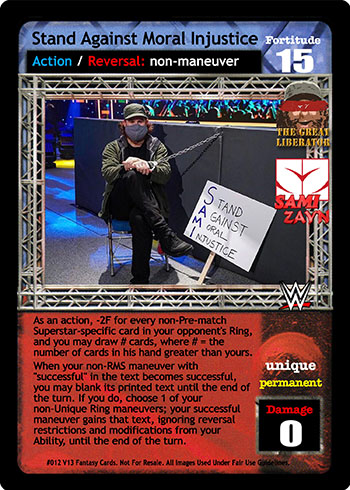 Stand Against Moral Injustice
Fortitude
15
Action / Reversal: non-maneuver
THE GREAT
LIBERATOR
SAMI
ZAYN
STAND
AGAINST
MORAL
INJUSTICE
W
As an action, -2F for every non-Pre-match
Superstar-specific card in your opponent's Ring,
and you may draw # cards, where # = the
number of cards in his hand greater than yours.
When your non-RMS maneuver with
"successful" in the text becomes successful,
you may blank its printed text until the end of
the turn. If you do, choose 1 of your
non-Unique Ring maneuvers; your successful
maneuver gains that text, ignoring reversal
restrictions and modifications from your
Ability, until the end of the turn.
unique
permanent
Damage
0
#012 V13 Fantasy Cards. Not For Resale. All Images Used Under Fair Use Guidelines.